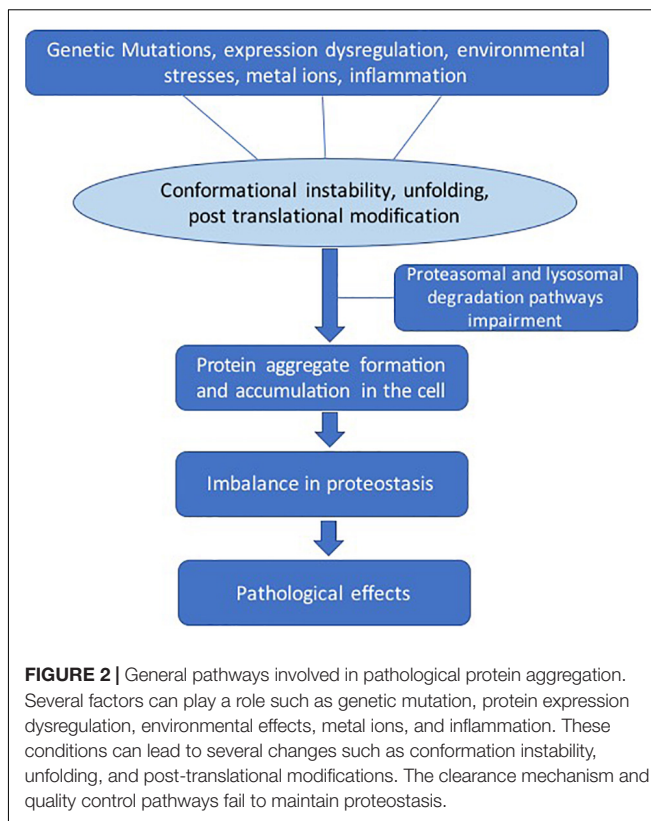 Genetic Mutations, expression dysregulation, environmental
stresses, metal ions, inflammation
Conformational instability, unfolding,
post translational modification
Proteasomal and lysosomal
degradation pathways
impairment
Protein aggregate formation
and accumulation in the cell
Imbalance in proteostasis
Pathological effects
FIGURE 2 | General pathways involved in pathological protein aggregation.
Several factors can play a role such as genetic mutation, protein expression
dysregulation, environmental effects, metal ions, and inflammation. These
conditions can lead to several changes such as conformation instability,
unfolding, and post-translational modifications. The clearance mechanism and
quality control pathways fail to maintain proteostasis.